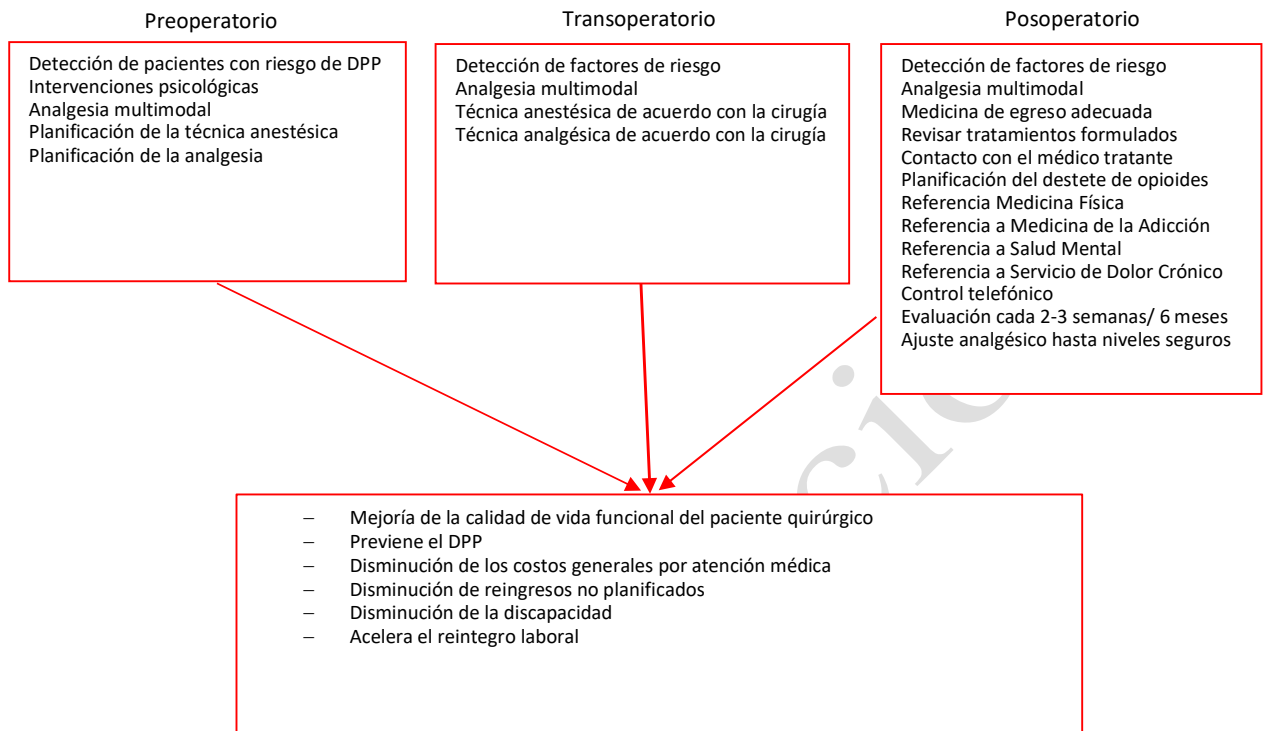 Preoperatorio
Detección de pacientes con riesgo de DPP
Intervenciones psicológicas
Analgesia multimodal
Planificación de la técnica anestésica
Planificación de la analgesia
Transoperatorio
Detección de factores de riesgo
Analgesia multimodal
Técnica anestésica de acuerdo con la cirugía
Técnica analgésica de acuerdo con la cirugía
Posoperatorio
Detección de factores de riesgo
Analgesia multimodal
Medicina de egreso adecuada
Revisar tratamientos formulados
Contacto con el médico tratante
Planificación del destete de opioides
Referencia Medicina Física
Referencia a Medicina de la Adicción
Referencia a Salud Mental
Referencia a Servicio de Dolor Crónico
Control telefónico
Evaluación cada 2-3 semanas/ 6 meses
Ajuste analgésico hasta niveles seguros
– Mejoría de la calidad de vida funcional del paciente quirúrgico
– Previene el DPP
– Disminución de los costos generales por atención médica
– Disminución de reingresos no planificados
– Disminución de la discapacidad
– Acelera el reintegro laboral